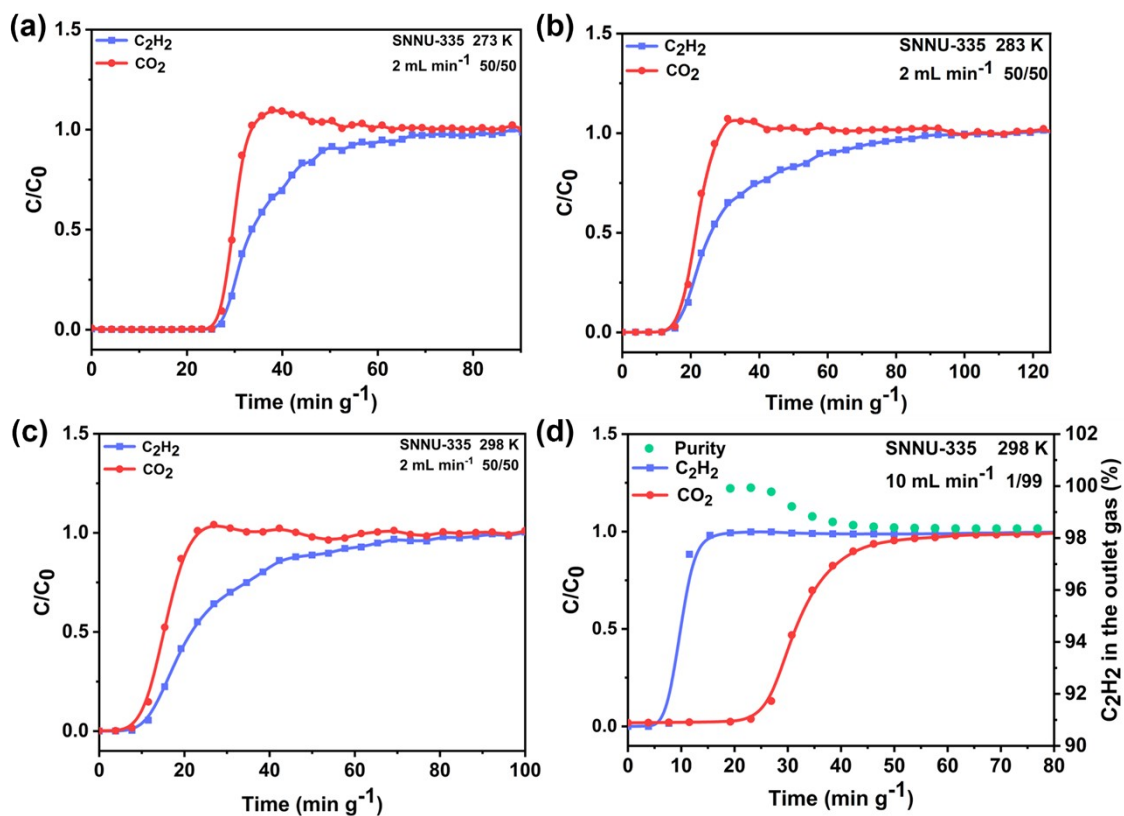 (a)
C₂H₂
CO₂
SNNU-335 273 K
2 mL min⁻¹ 50/50
1.5
1.0
0.5
0.0
C/C₀
0 20 40 60 80
Time (min g⁻¹)
(b)
C₂H₂
CO₂
SNNU-335 283 K
2 mL min⁻¹ 50/50
1.5
1.0
0.5
0.0
C/C₀
0 20 40 60 80 100 120
Time (min g⁻¹)
(c)
C₂H₂
CO₂
SNNU-335 298 K
2 mL min⁻¹ 50/50
1.5
1.0
0.5
0.0
C/C₀
0 20 40 60 80 100
Time (min g⁻¹)
(d)
Purity
C₂H₂
CO₂
SNNU-335 298 K
10 mL min⁻¹ 1/99
1.5
1.0
0.5
0.0
C/C₀
0 10 20 30 40 50 60 70 80
Time (min g⁻¹)
102
100
98
96
94
92
90
C₂H₂ in the outlet gas (%)